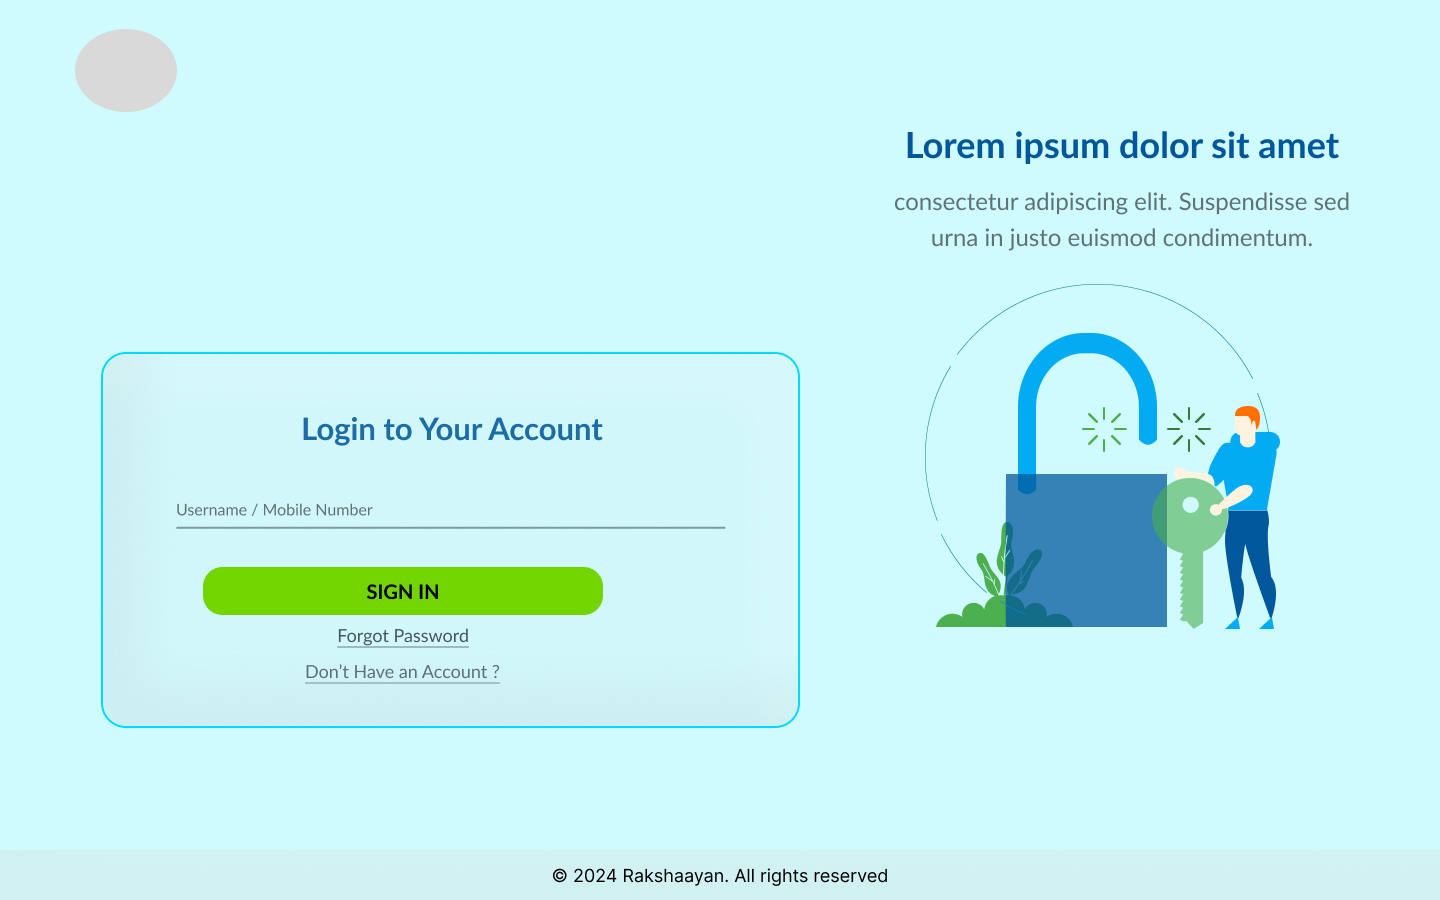 Lorem ipsum dolor sit amet
consectetur adipiscing elit. Suspendisse sed
urna in justo euismod condimentum.
Login to Your Account
Username / Mobile Number
SIGN IN
Forgot Password
Don’t Have an Account ?
© 2024 Rakshaayan. All rights reserved